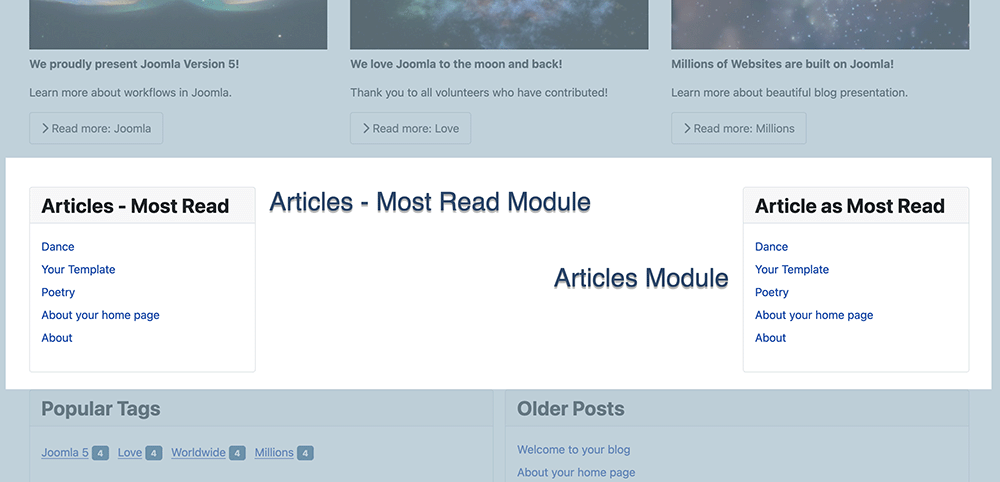 We proudly present Joomla Version 5!
We love Joomla to the moon and back!
Millions of Websites are built on Joomla!
Learn more about workflows in Joomla.
Thank you to all volunteers who have contributed!
Learn more about beautiful blog presentation.
Read more: Joomla
Read more: Love
Read more: Millions
Articles - Most Read
Dance
Your Template
Poetry
About your home page
About
Articles - Most Read Module
Articles Module
Article as Most Read
Dance
Your Template
Poetry
About your home page
About
Popular Tags
Joomla 5 4 Love 4 Worldwide 4 Millions 4
Older Posts
Welcome to your blog
About your home page